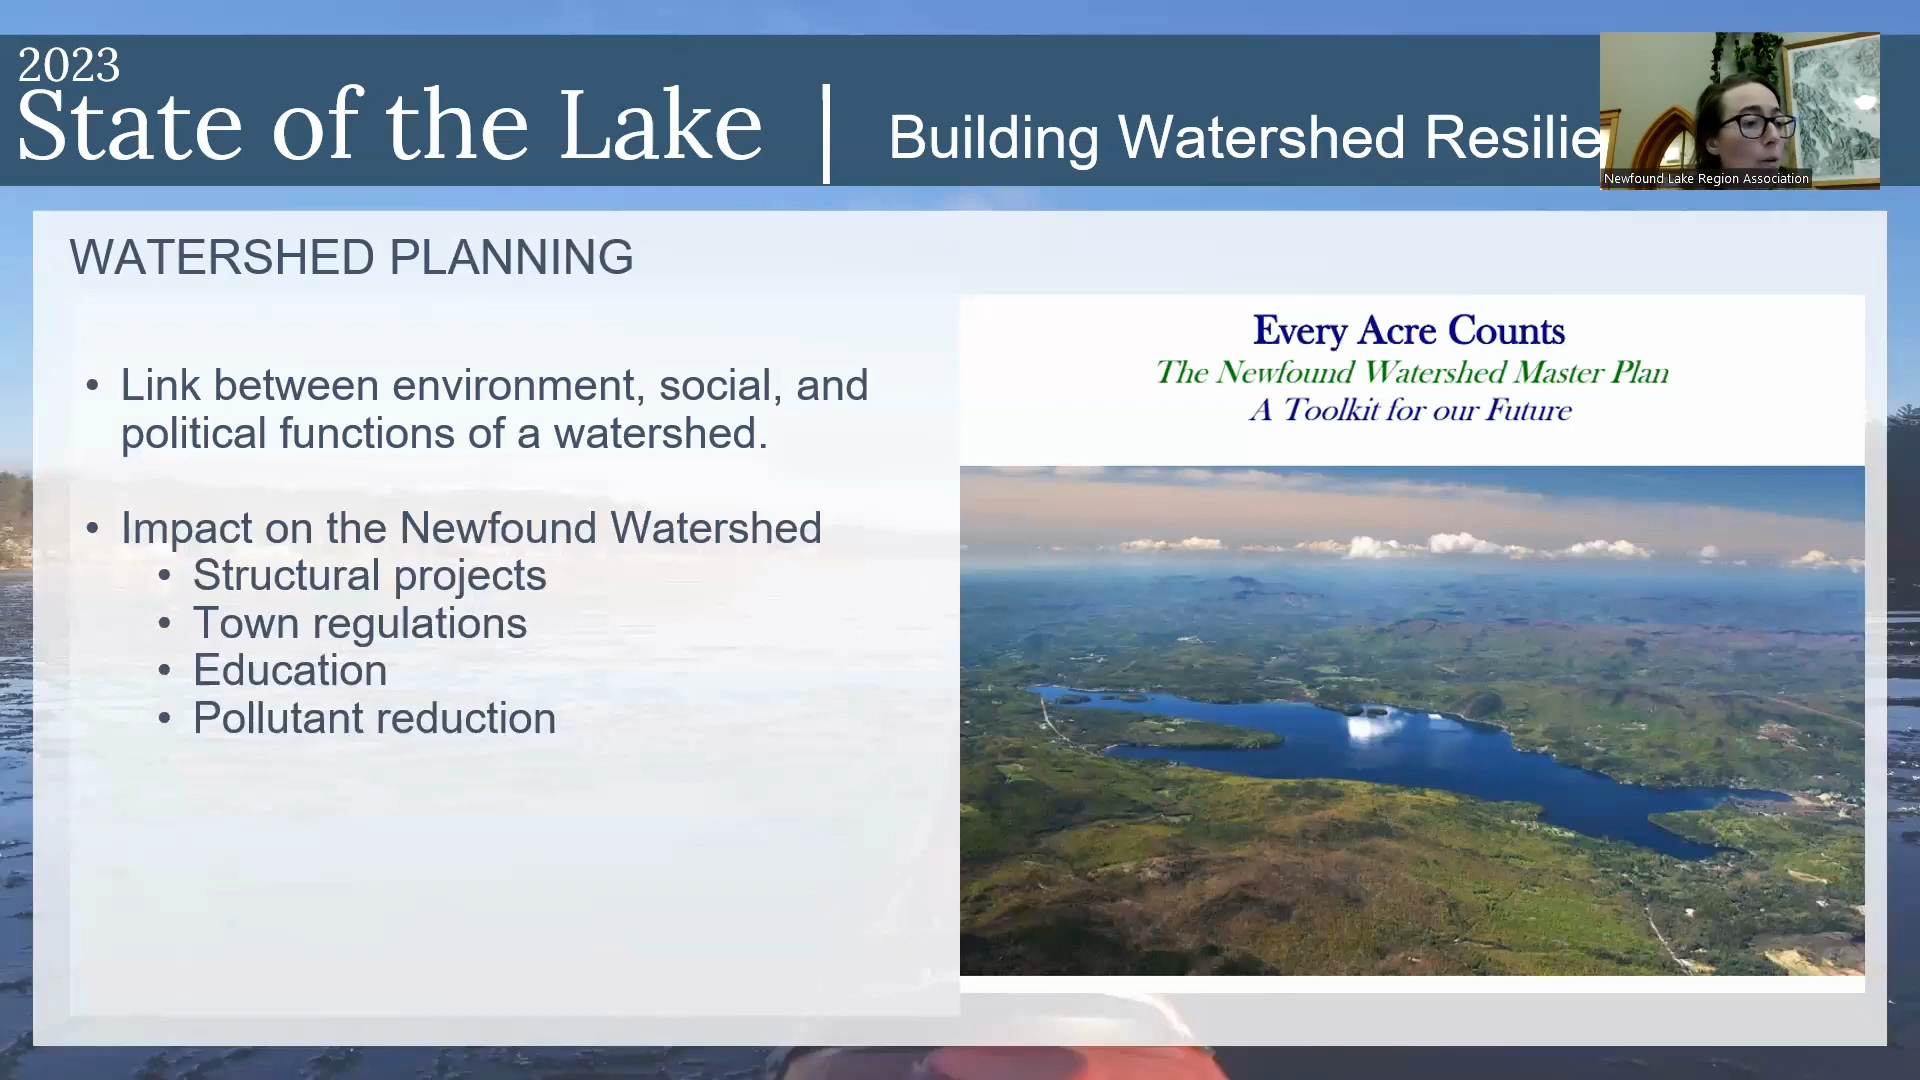 2023
State of the Lake | Building Watershed Resilie
Newfound Lake Region Association
WATERSHED PLANNING
• Link between environment, social, and
political functions of a watershed.
• Impact on the Newfound Watershed
• Structural projects
• Town regulations
• Education
• Pollutant reduction
Every Acre Counts
The Newfound Watershed Master Plan
A Toolkit for our Future